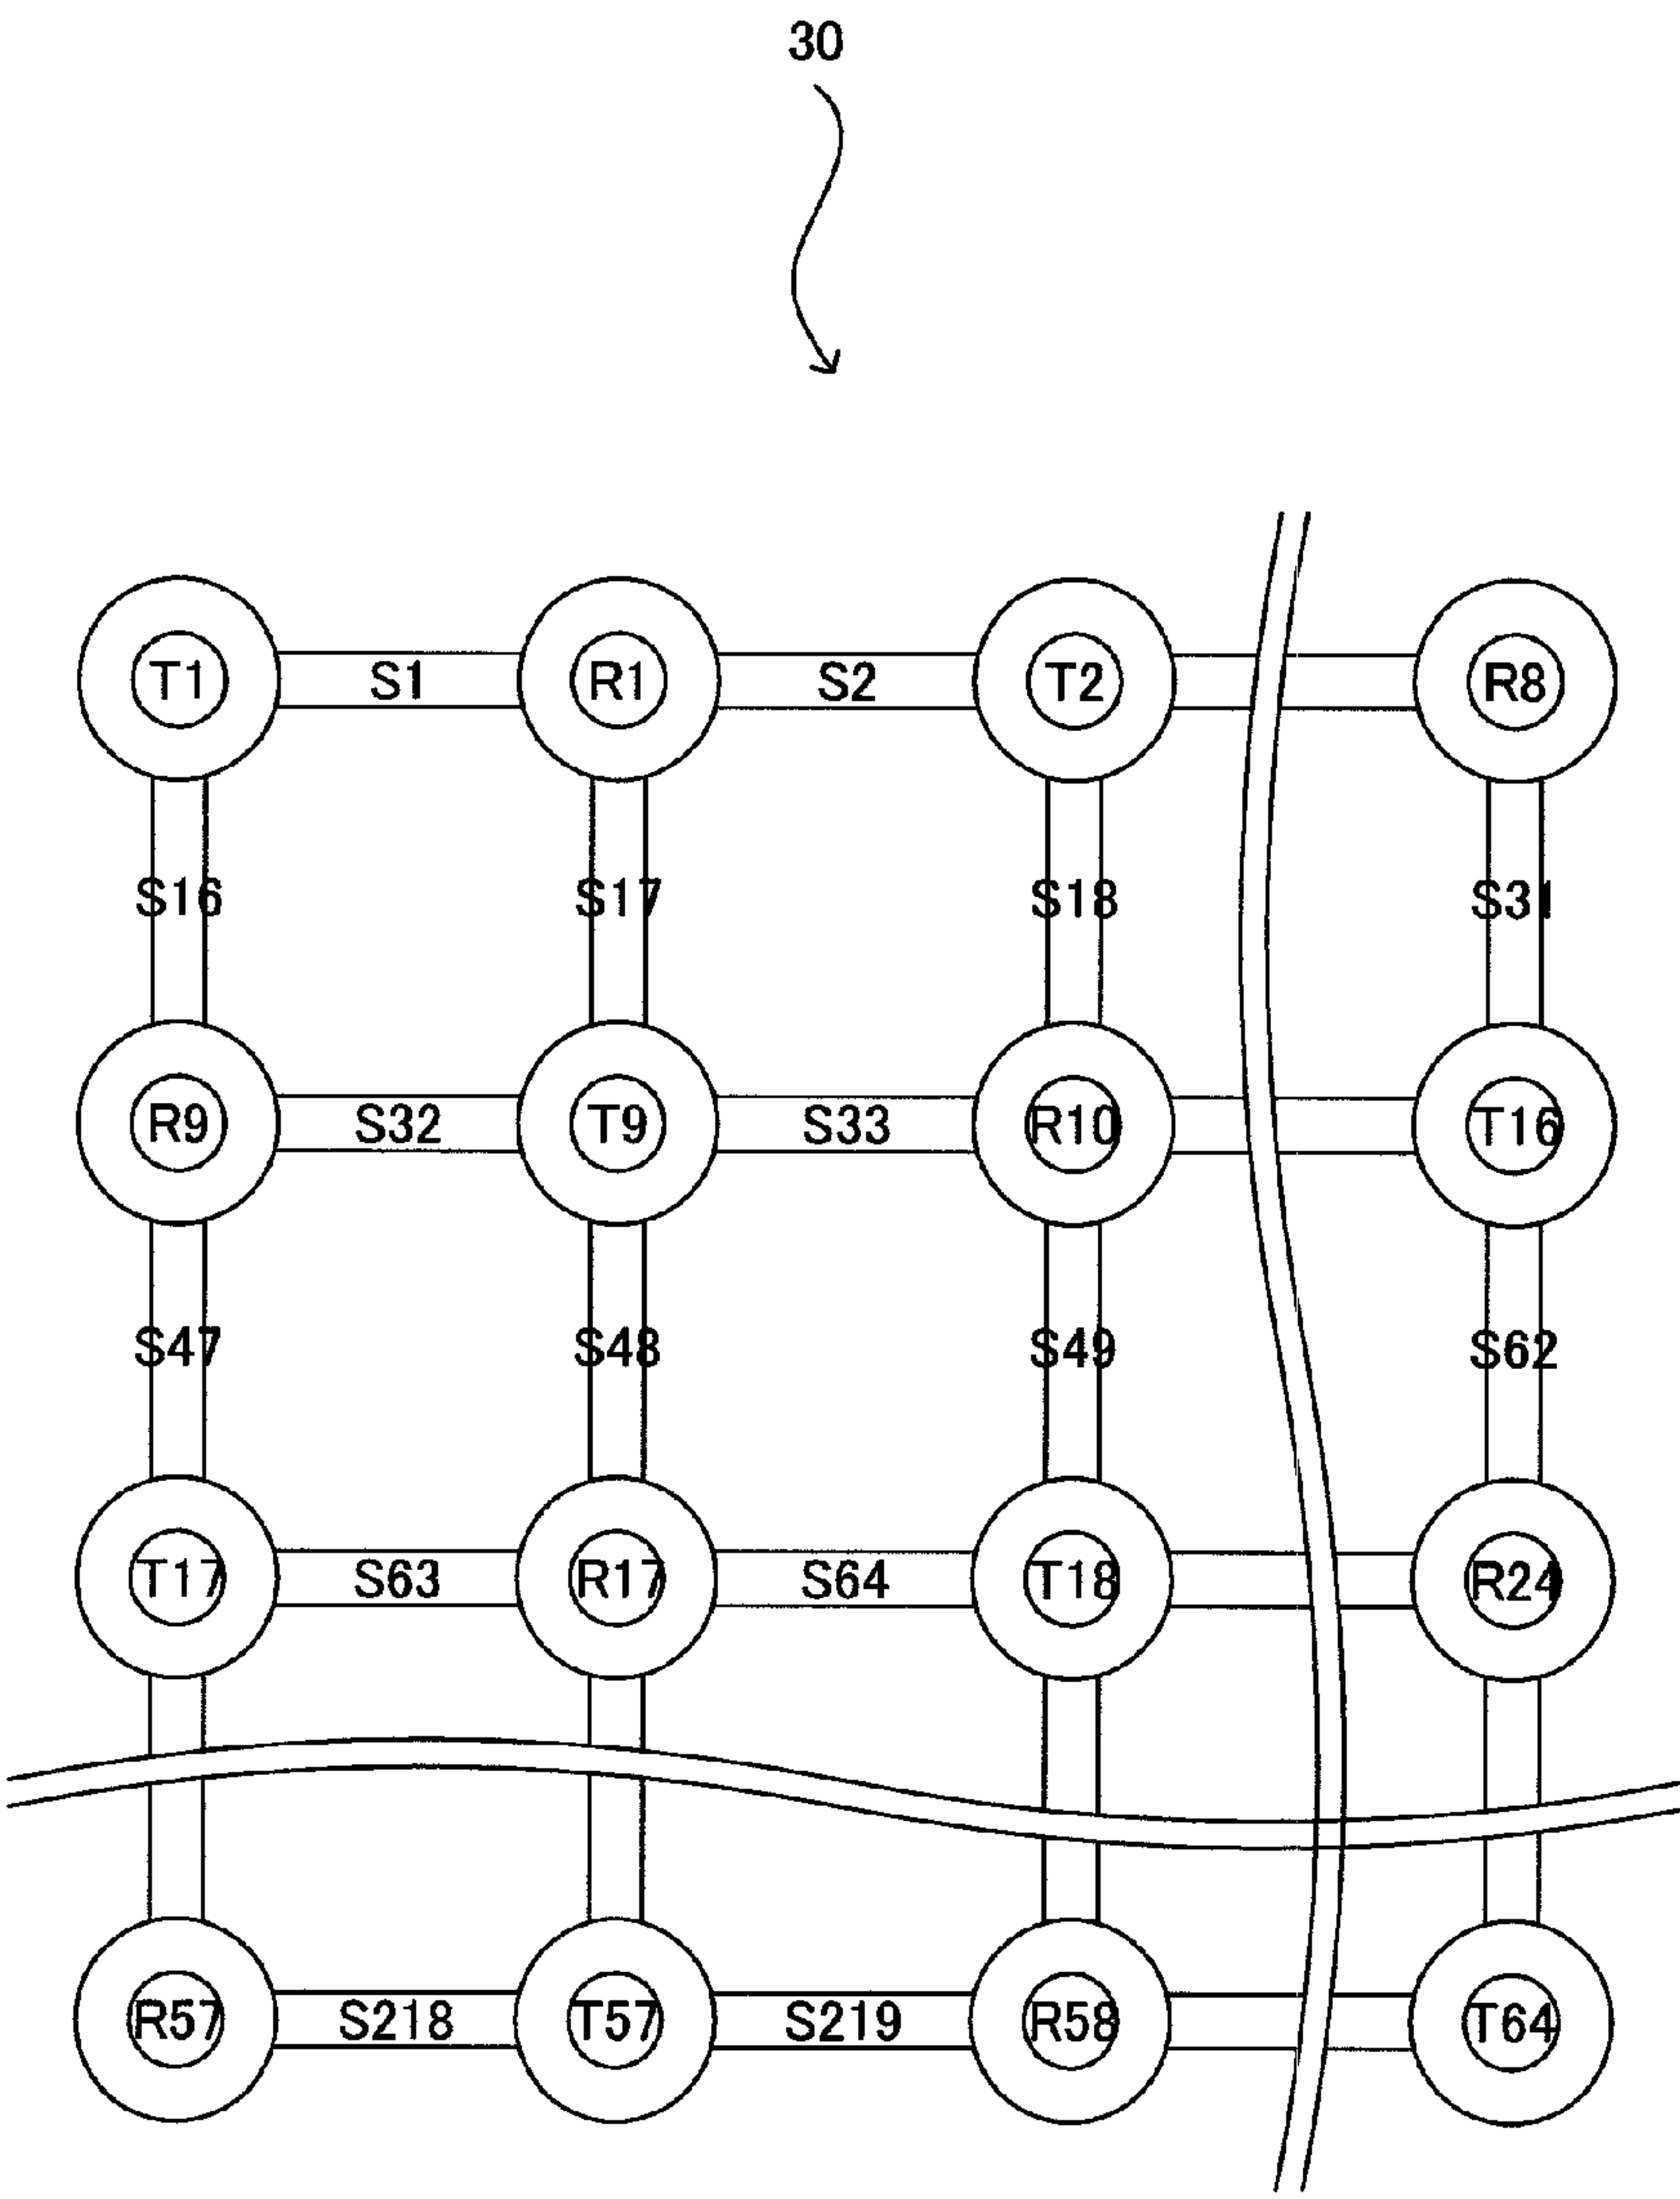 30
T1 S1 R1 S2 T2 R8
S16 S17 S18 S31
R9 S32 T9 S33 R10 T16
S47 S48 S49 S62
T17 S63 R17 S64 T18 R24
R57 S218 T57 S219 R58 T64